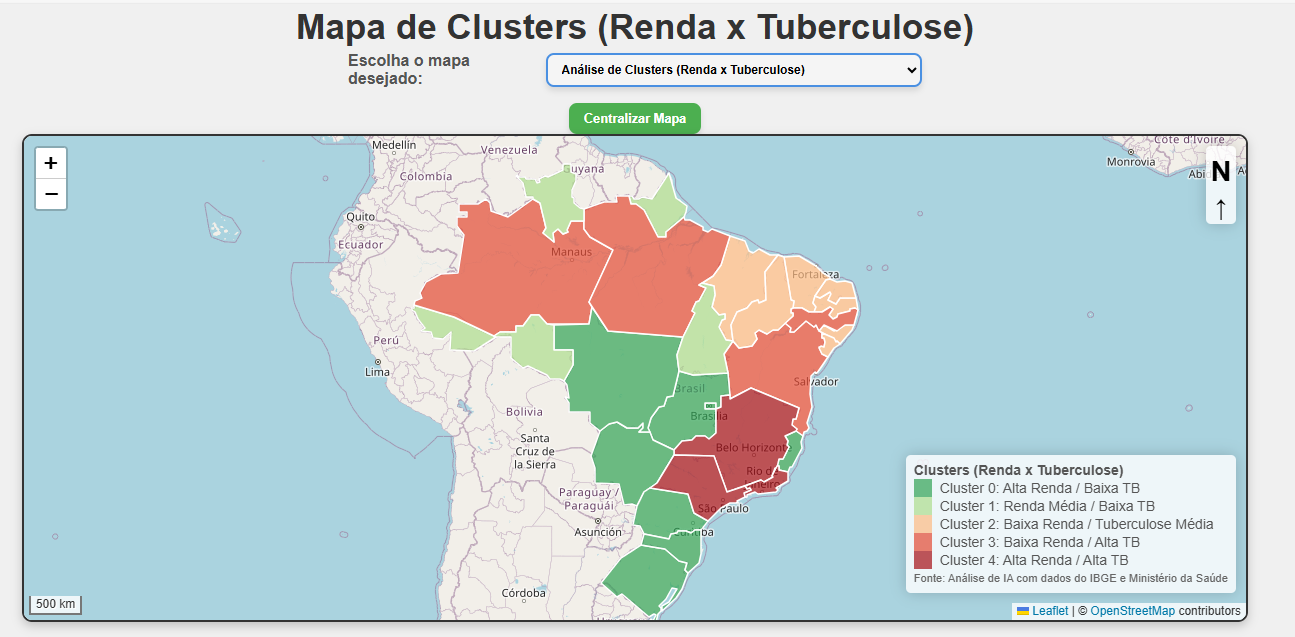 Mapa de Clusters (Renda x Tuberculose)
Escolha o mapa
desejado:
Análise de Clusters (Renda x Tuberculose)
Centralizar Mapa
+
−
N
↑
Medellín
Venezuela
Guyana
Colombia
Côte d'Ivoire
Monrovia
Quito
Ecuador
Manaus
Fortaleza
Perú
Lima
Salvador
Brasil
Bolivia
Brasília
Santa
Cruz de
la Sierra
Belo Horizonte
Rio de
Janeiro
Paraguay /
Paraguái
São Paulo
Asunción
Curitiba
Córdoba
Clusters (Renda x Tuberculose)
Cluster 0: Alta Renda / Baixa TB
Cluster 1: Renda Média / Baixa TB
Cluster 2: Baixa Renda / Tuberculose Média
Cluster 3: Baixa Renda / Alta TB
Cluster 4: Alta Renda / Alta TB
Fonte: Análise de IA com dados do IBGE e Ministério da Saúde
500 km
Leaflet | © OpenStreetMap contributors